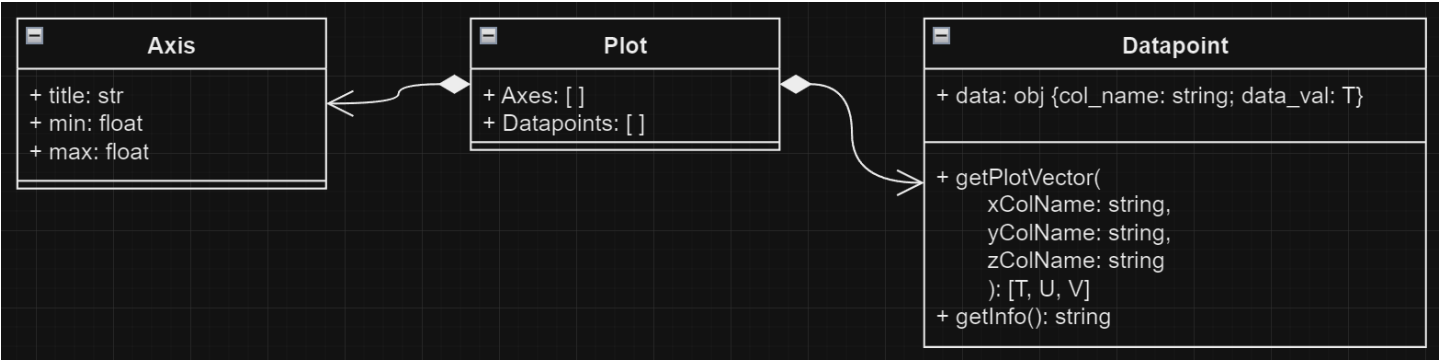 Axis
+ title: str
+ min: float
+ max: float
Plot
+ Axes: [ ]
+ Datapoints: [ ]
Datapoint
+ data: obj {col_name: string; data_val: T}
+ getPlotVector(
xColName: string,
yColName: string,
zColName: string
): [T, U, V]
+ getInfo(): string